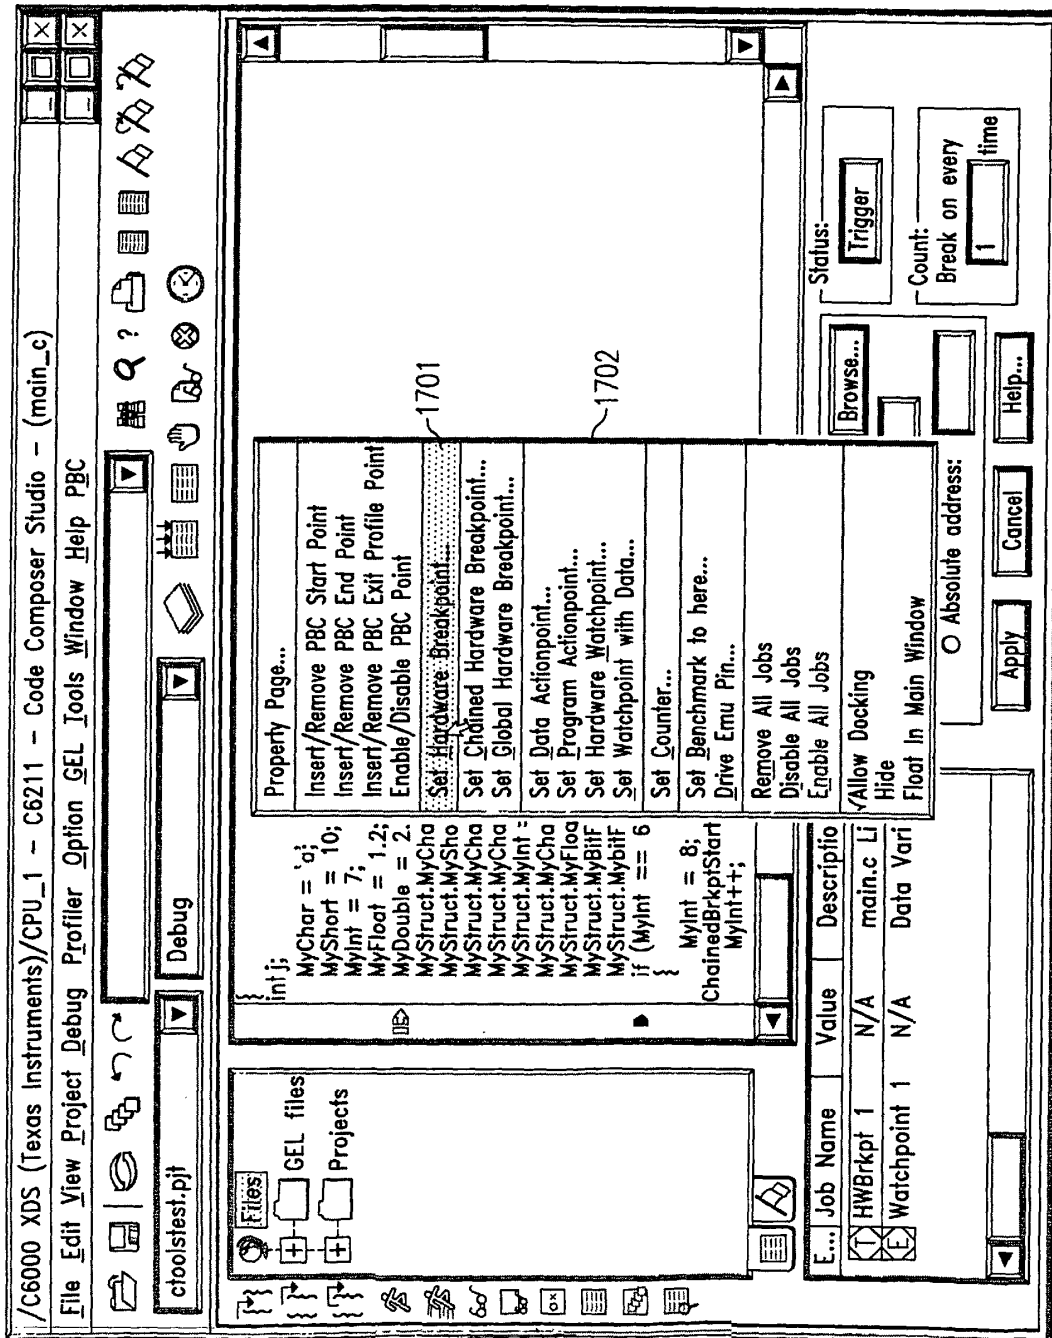 /C6000 XDS (Texas Instruments)/CPU_1 – C6211 – Code Composer Studio – (main_c)
File Edit View Project Debug Profiler Option GEL Tools Window Help PBC
?
ctoolstest.pjt
Debug
Files
GEL files
Projects
}
int j;
MyChar = 'a;
MyShort = 10;
MyInt = 7;
MyFloat = 1.2;
MyDouble = 2.
MyStruct.MyCha
MyStruct.MySho
MyStruct.MyCha
MyStruct.MyCha
MyStruct.MyInt =
MyStruct.MyCha
MyStruct.MyFloa
MyStruct.MyBitF
MyStruct.MybitF
if (MyInt == 6
{
MyInt = 8;
ChainedBrkptStart
MyInt++;
Property Page...
Insert/Remove PBC Start Point
Insert/Remove PBC End Point
Insert/Remove PBC Exit Profile Point
Enable/Disable PBC Point
Set Hardware Breakpoint...
Set Chained Hardware Breakpoint...
Set Global Hardware Breakpoint...
Set Data Actionpoint...
Set Program Actionpoint...
Set Hardware Watchpoint...
Set Watchpoint with Data...
Set Counter...
Set Benchmark to here...
Drive Emu Pin...
Remove All Jobs
Disable All Jobs
Enable All Jobs
✓Allow Docking
Hide
Float In Main Window
1701
1702
E.... Job Name Value Descriptio
T HWBrkpt 1 N/A main.c Li
E Watchpoint 1 N/A Data Vari
Browse...
Absolute address:
Status:
Trigger
Count:
Break on every
1 time
Apply
Cancel
Help...